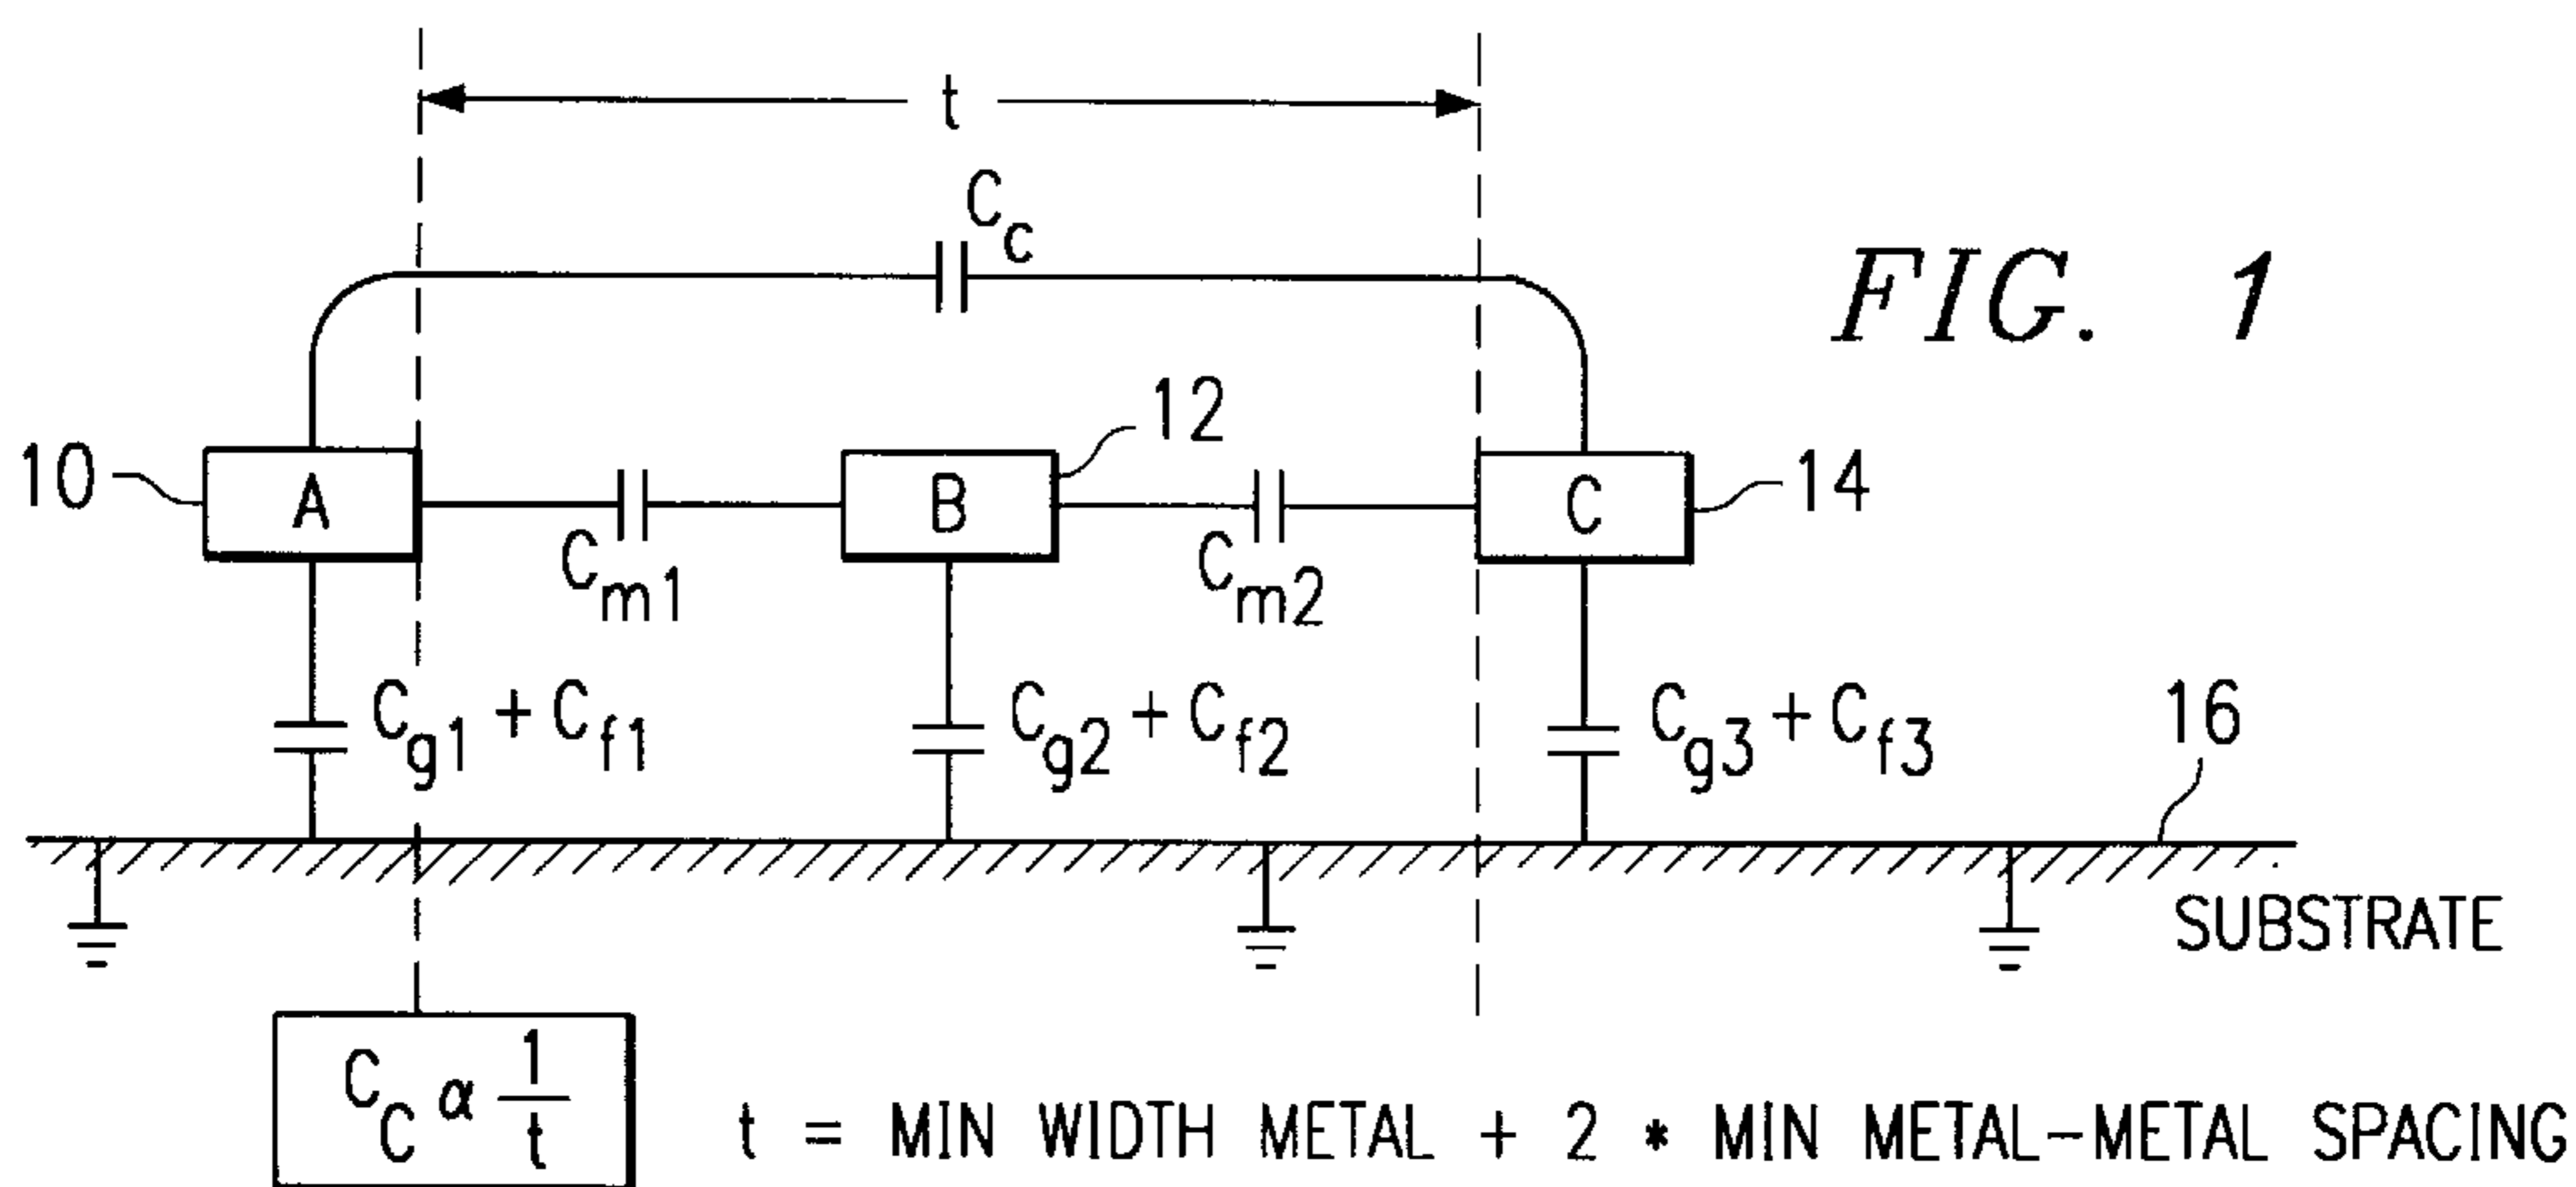 t
C_c
FIG. 1
10
A
C_m1
B
12
C_m2
C
14
C_g1 + C_f1
C_g2 + C_f2
C_g3 + C_f3
16
SUBSTRATE
C_C α 1/t
t = MIN WIDTH METAL + 2 * MIN METAL-METAL SPACING